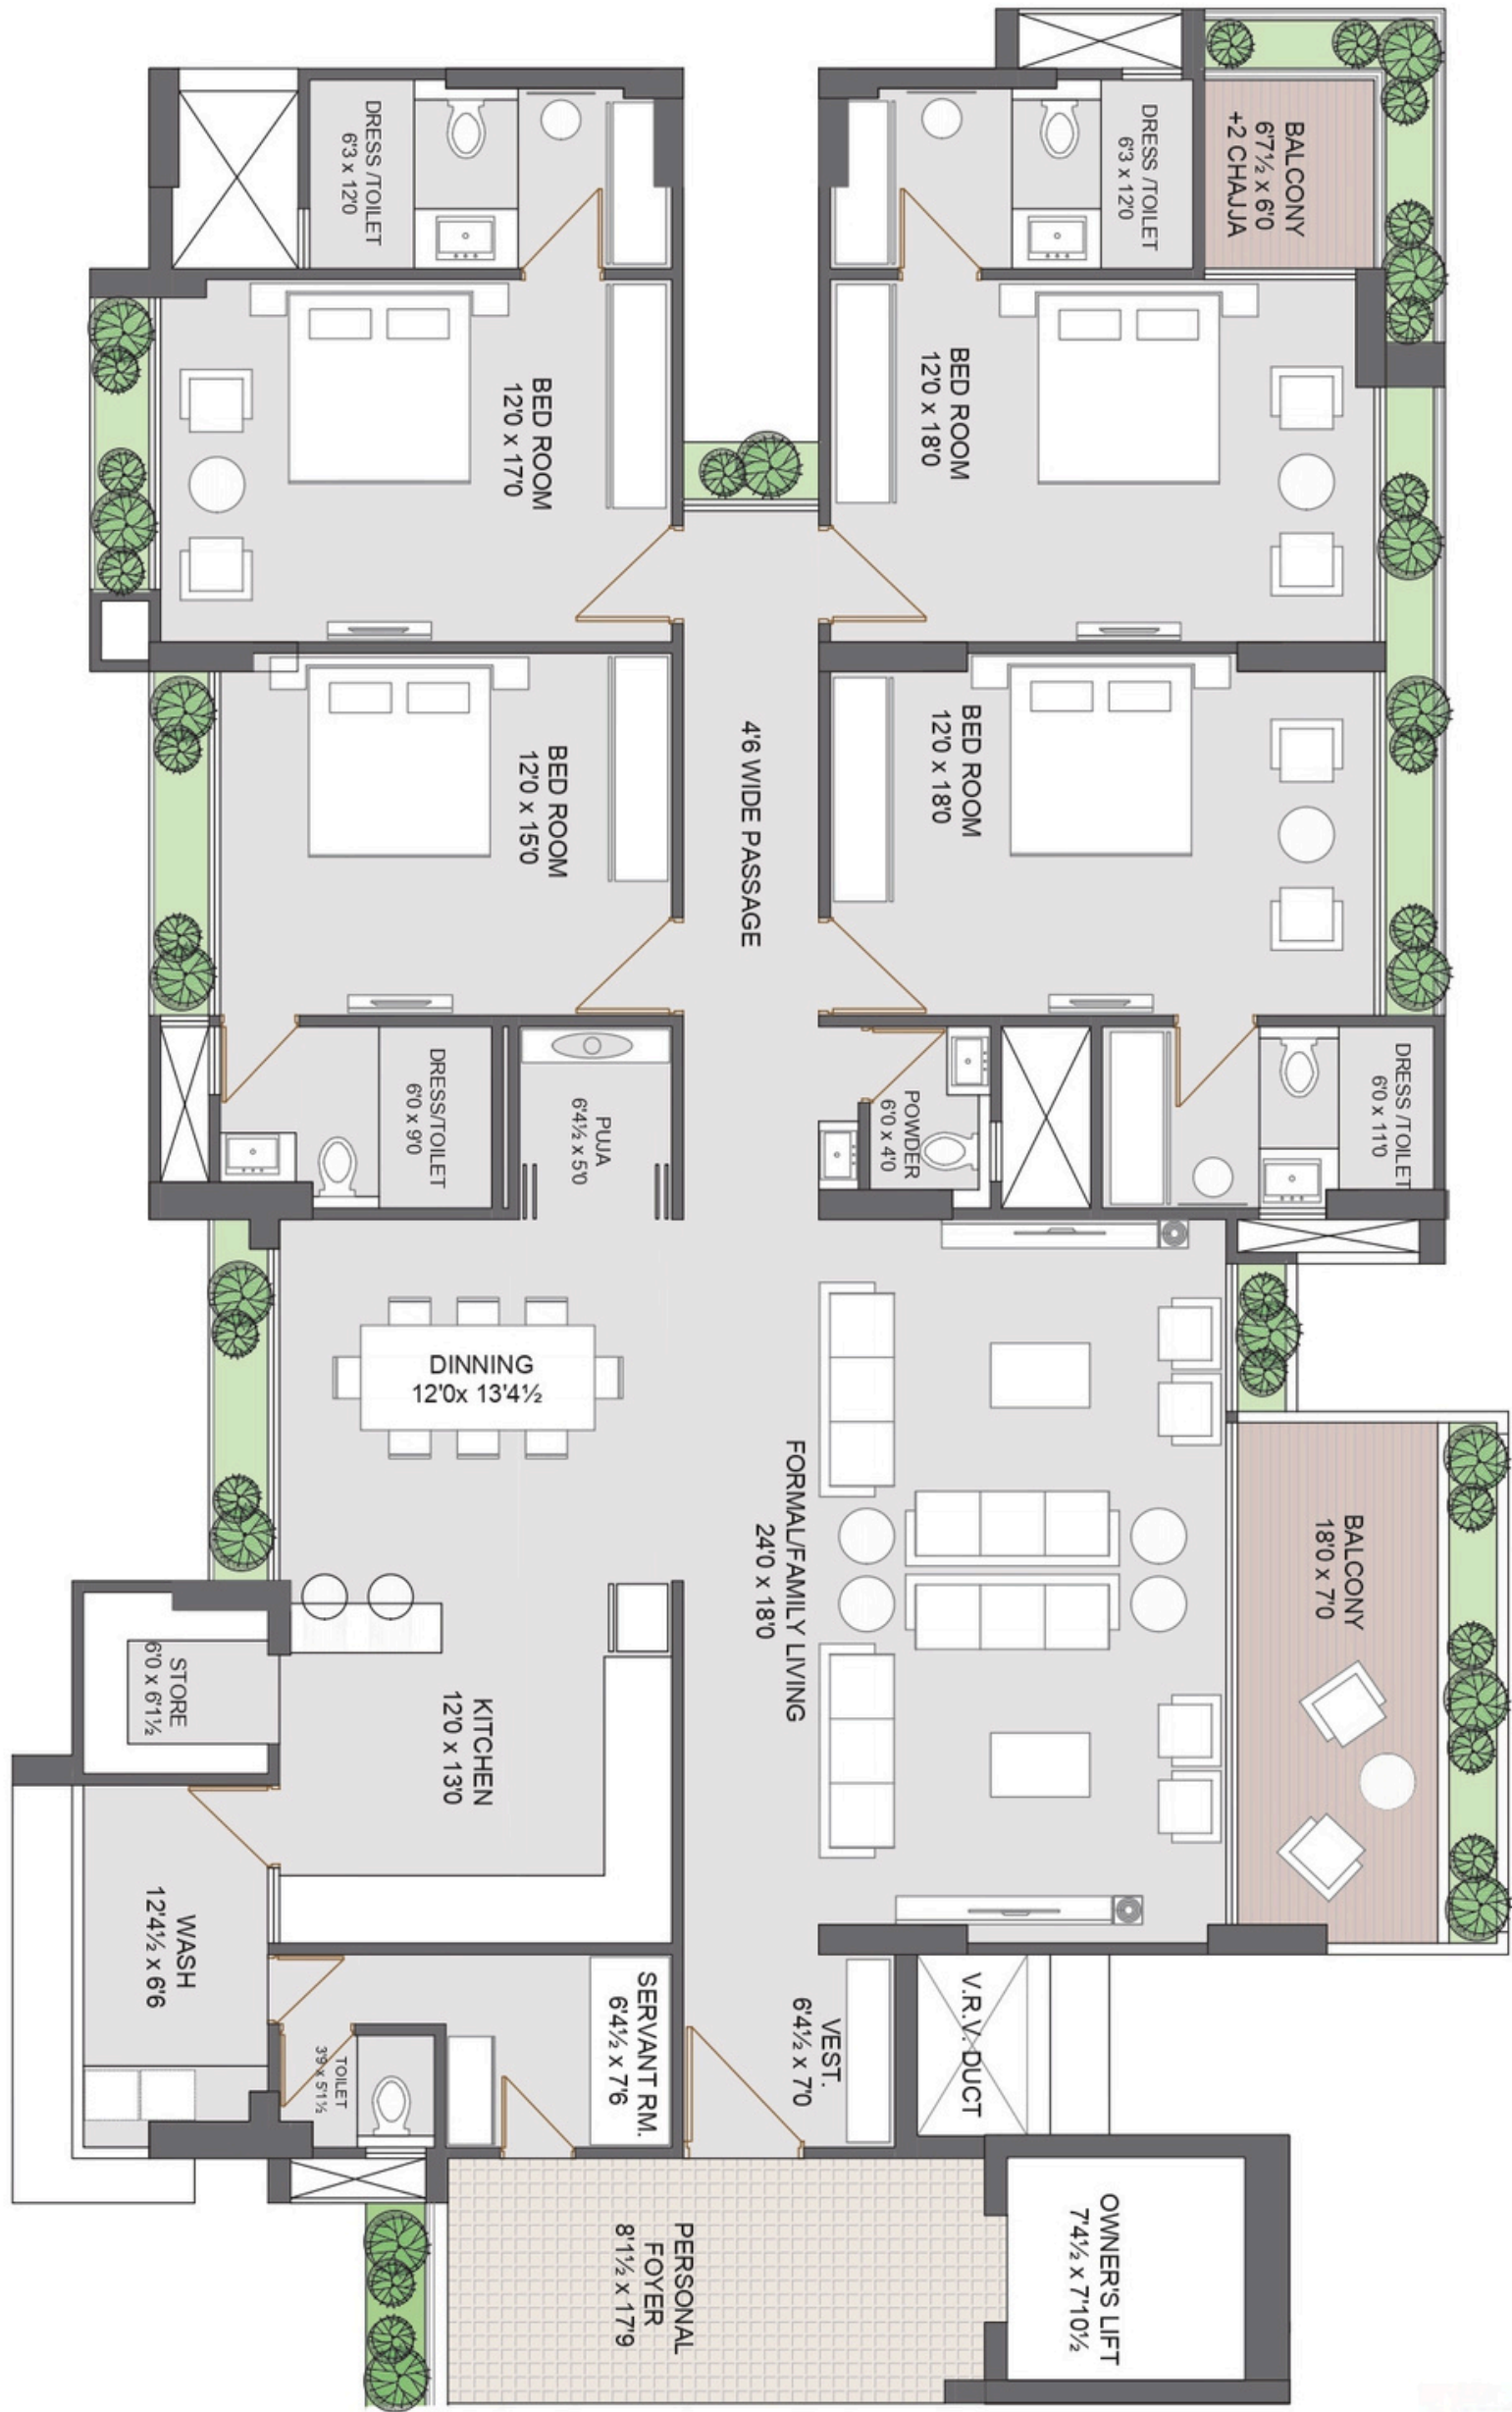 DRESS /TOILET
6'3 x 12'0
DRESS /TOILET
6'3 x 12'0
BALCONY
6'7½ x 6'0
+2 CHAJJA
BED ROOM
12'0 x 17'0
BED ROOM
12'0 x 18'0
BED ROOM
12'0 x 15'0
4'6 WIDE PASSAGE
BED ROOM
12'0 x 18'0
DRESS/TOILET
6'0 x 9'0
PUJA
6'4½ x 5'0
POWDER
6'0 x 4'0
DRESS /TOILET
6'0 x 11'0
DINNING
12'0x 13'4½
FORMAL/FAMILY LIVING
24'0 x 18'0
BALCONY
18'0 x 7'0
STORE
6'0 x 6'1½
KITCHEN
12'0 x 13'0
WASH
12'4½ x 6'6
TOILET
3'9 x 5'1½
SERVANT RM.
6'4½ x 7'6
VEST.
6'4½ x 7'0
V.R.V. DUCT
PERSONAL
FOYER
8'1½ x 17'9
OWNER'S LIFT
7'4½ x 7'10½